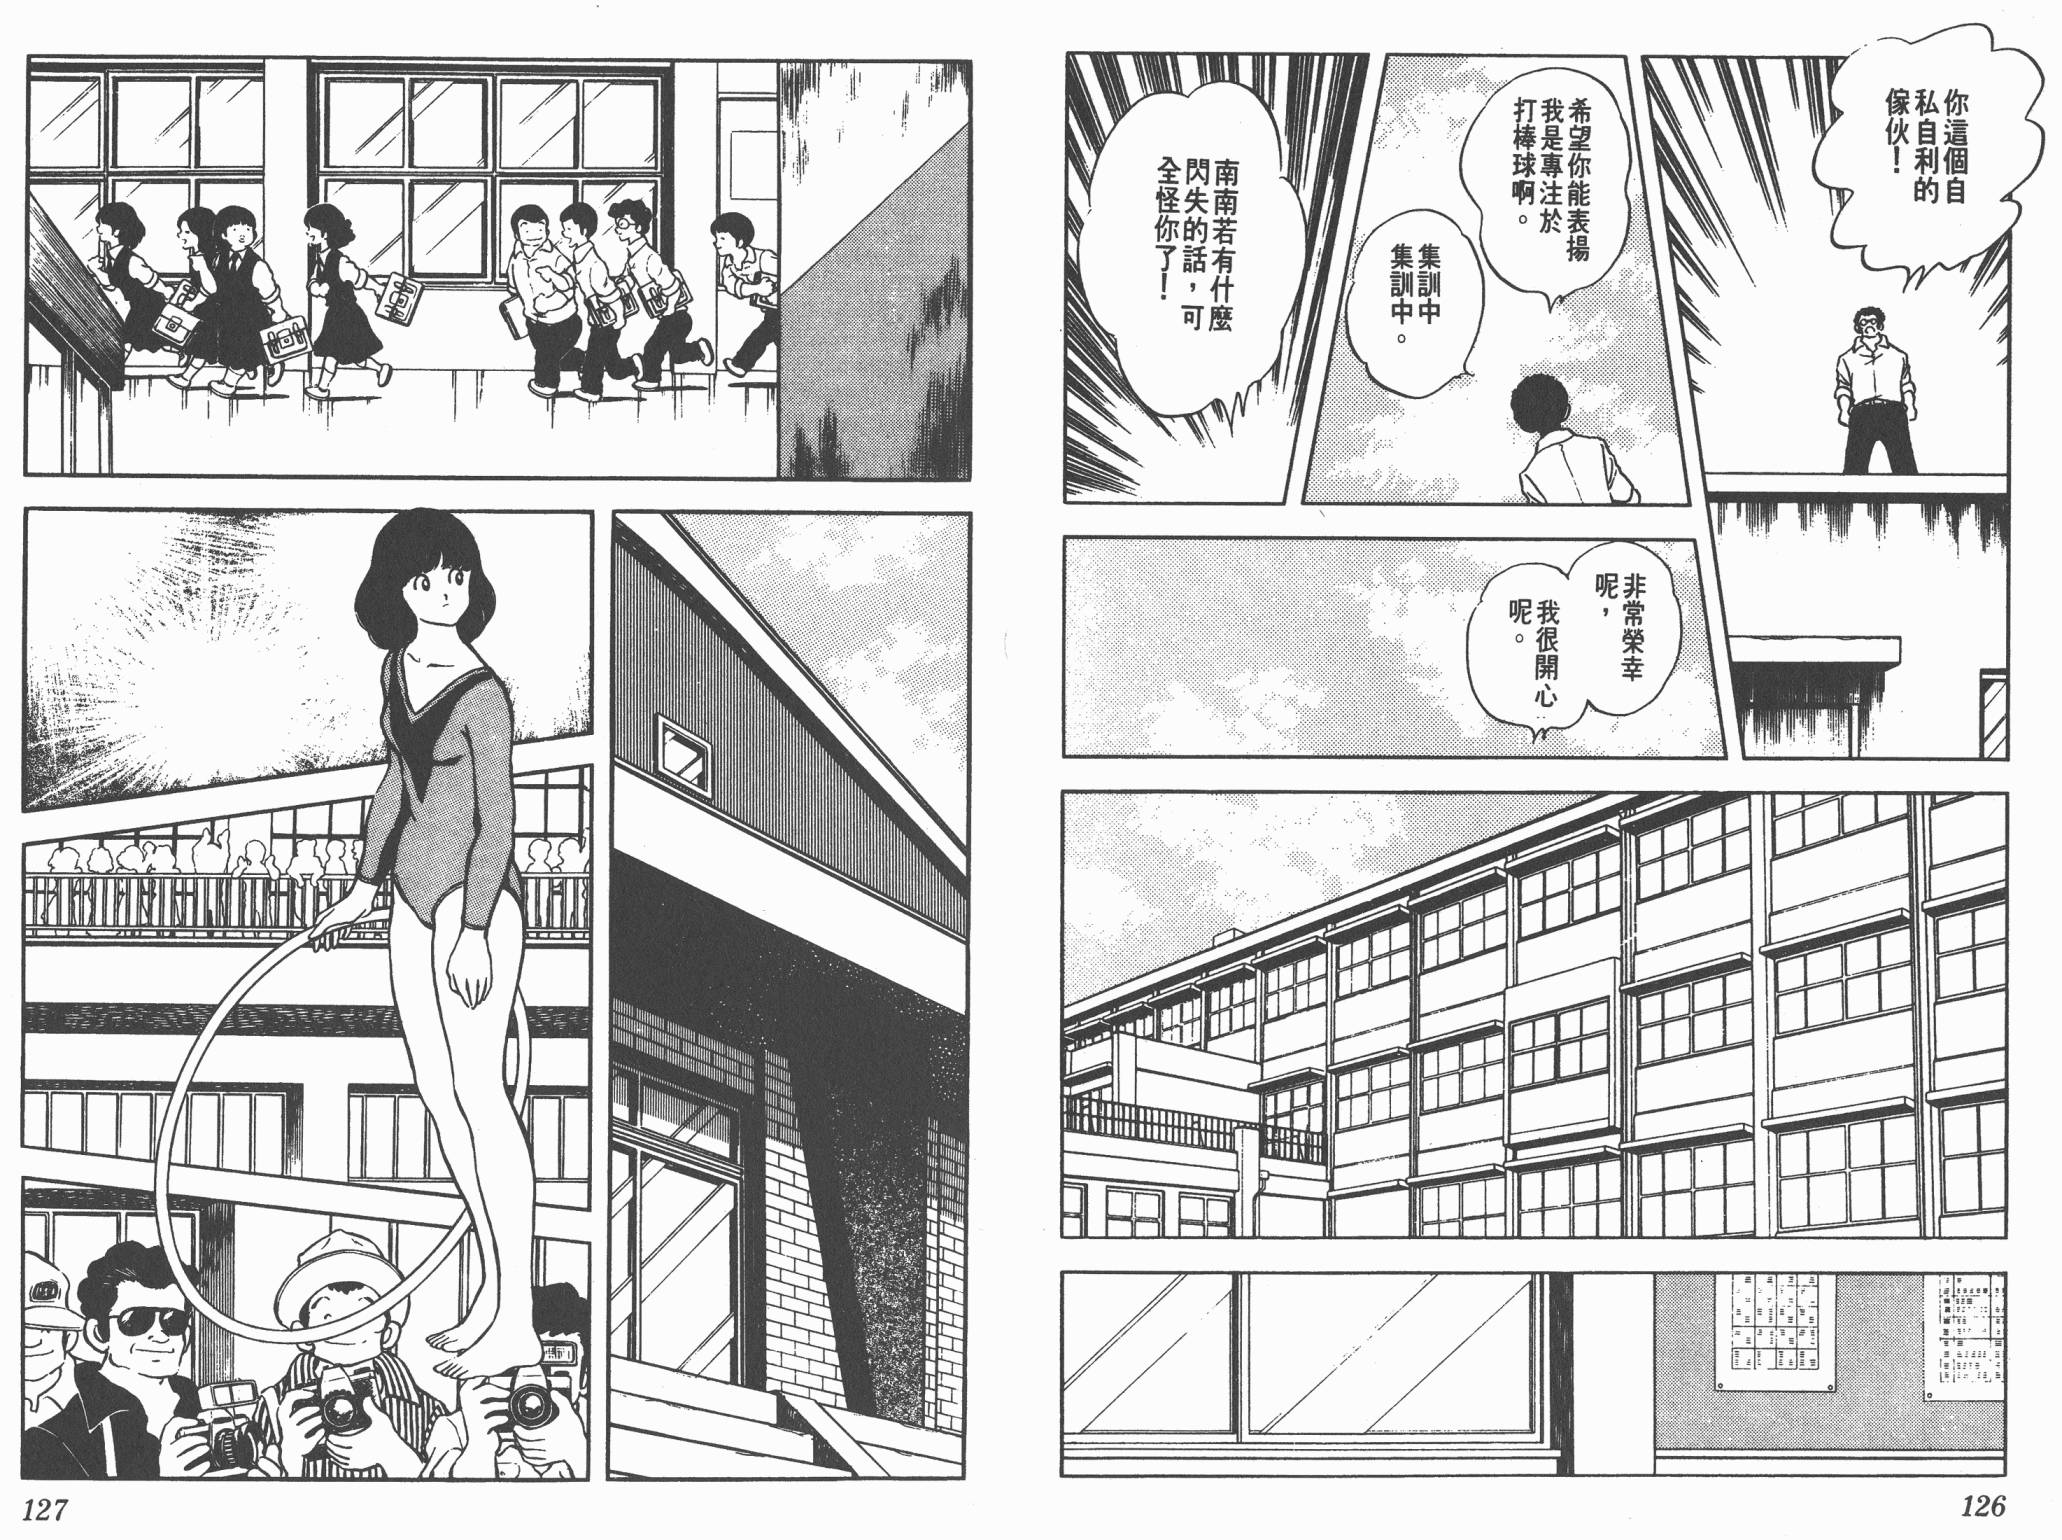 你這個自
私自利的
傢伙！
希望你能表揚
我是專注於
打棒球啊。
集訓中
集訓中。
南南若有什麼
閃失的話，可
全怪你了！
非常榮幸
呢，
我很開心
呢。
126
127